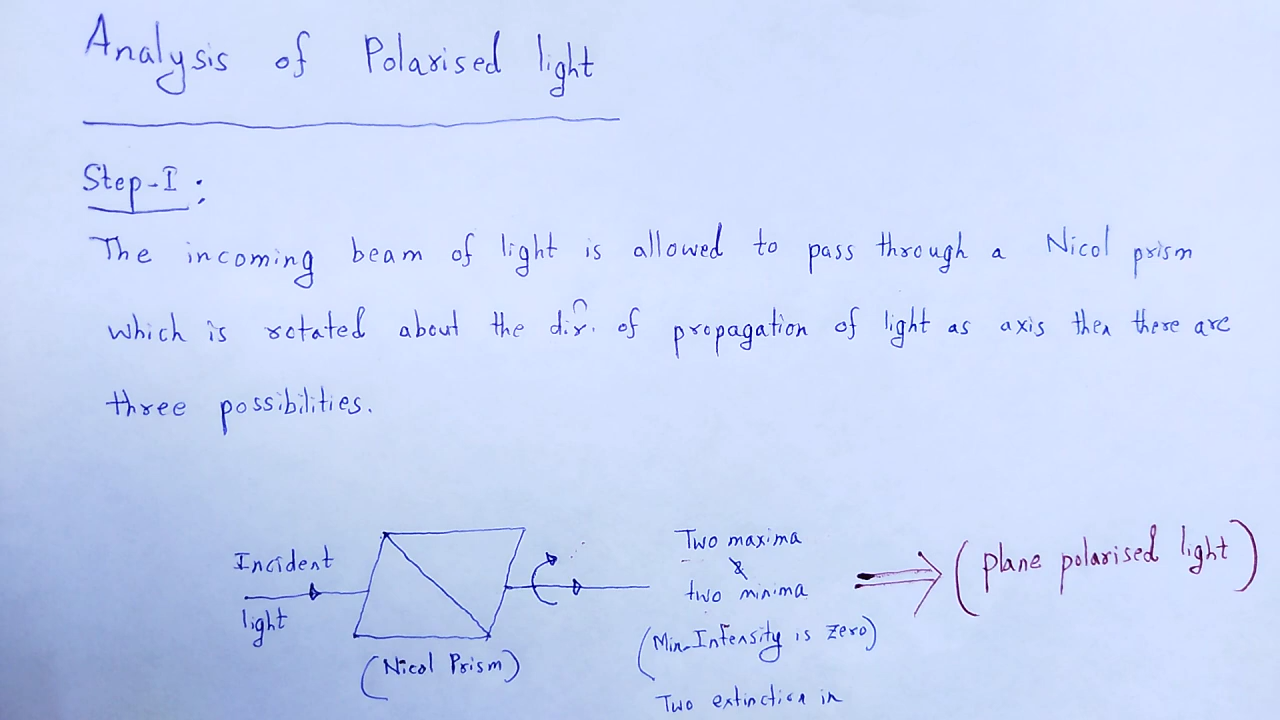 Analysis of Polarised light
Step-I :
The incoming beam of light is allowed to pass through a Nicol prism
which is rotated about the dirn. of propagation of light as axis then there are
three possibilities.
Incident
light
(Nicol Prism)
Two maxima
&
two minima
(Min. Intensity is zero)
Two extinction in
(plane polarised light)